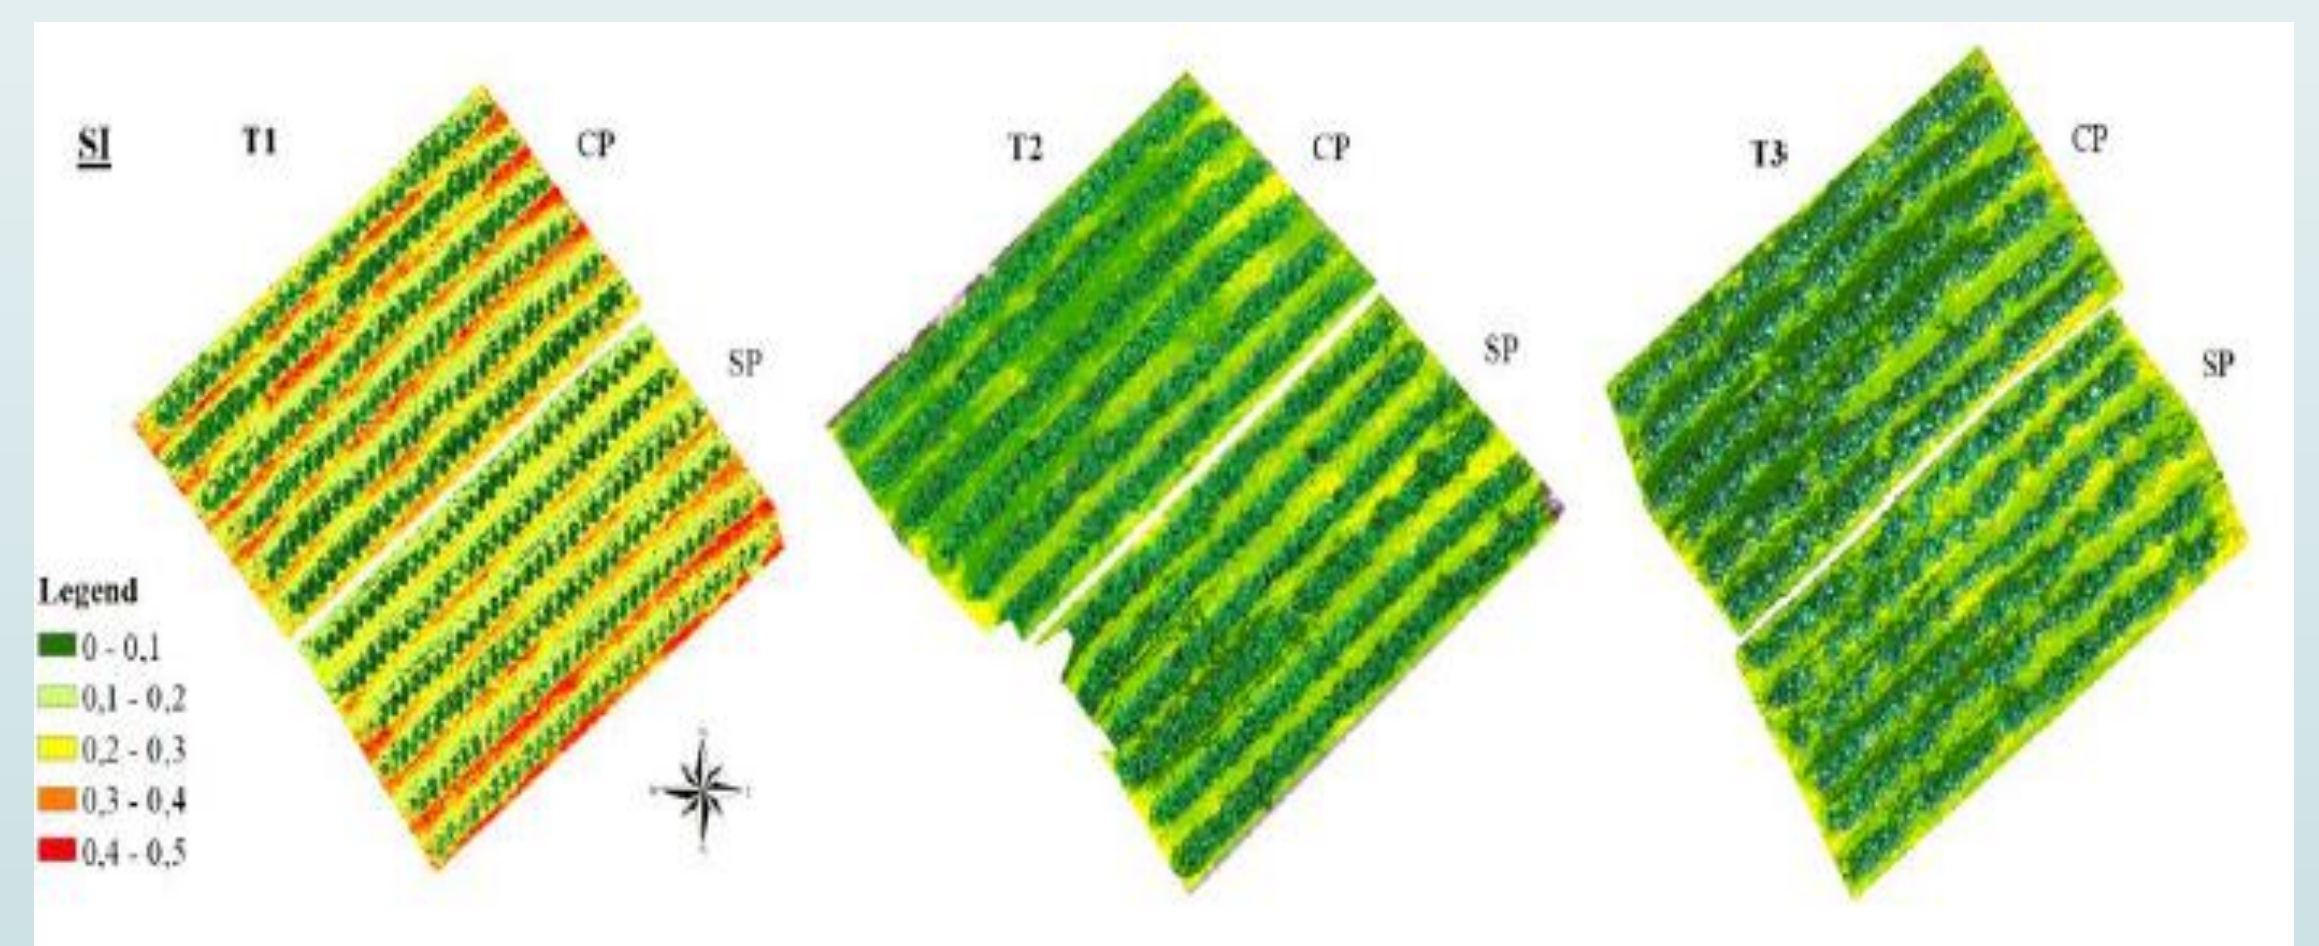 SI
T1
CP
SP
T2
CP
SP
T3
CP
SP
Legend
0 - 0,1
0,1 - 0,2
0,2 - 0,3
0,3 - 0,4
0,4 - 0,5